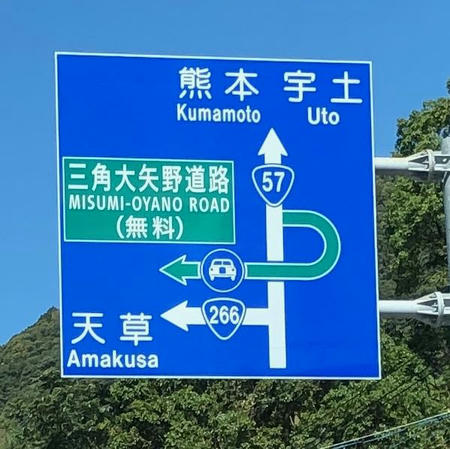 熊本 宇土
Kumamoto Uto
57
三角大矢野道路
MISUMI-OYANO ROAD
(無料)
266
天草
Amakusa